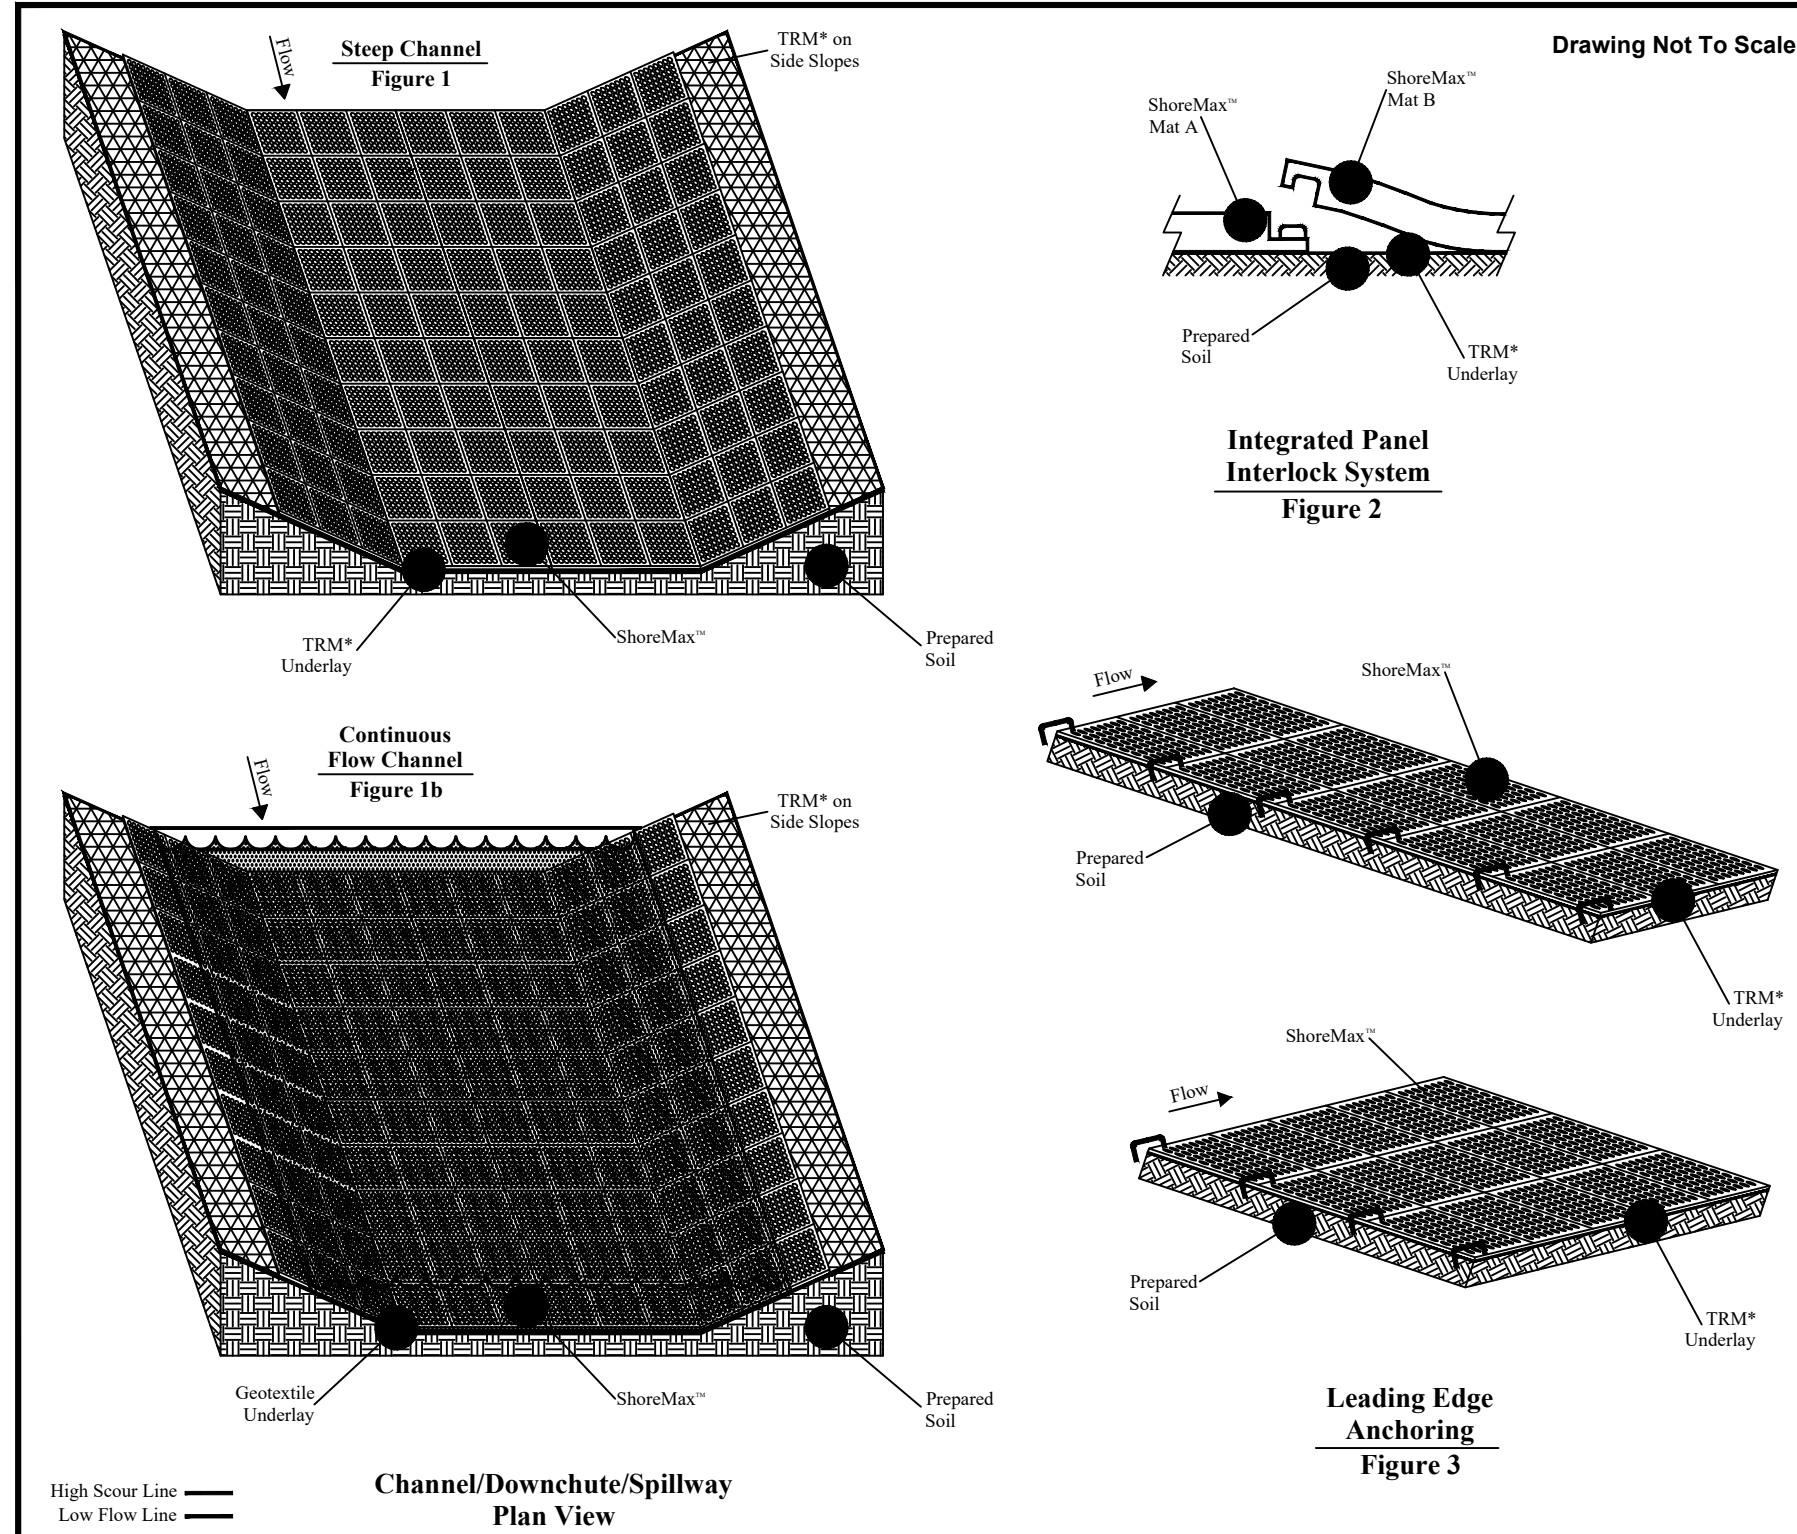 Flow
Steep Channel
Figure 1
TRM* on
Side Slopes
TRM*
Underlay
ShoreMax™
Prepared
Soil
Continuous
Flow Channel
Figure 1b
Flow
TRM* on
Side Slopes
Geotextile
Underlay
ShoreMax™
Prepared
Soil
High Scour Line
Low Flow Line
Channel/Downchute/Spillway
Plan View
Drawing Not To Scale
ShoreMax™
Mat A
ShoreMax™
Mat B
Prepared
Soil
TRM*
Underlay
Integrated Panel
Interlock System
Figure 2
Flow
ShoreMax™
Prepared
Soil
TRM*
Underlay
ShoreMax™
Flow
Prepared
Soil
TRM*
Underlay
Leading Edge
Anchoring
Figure 3